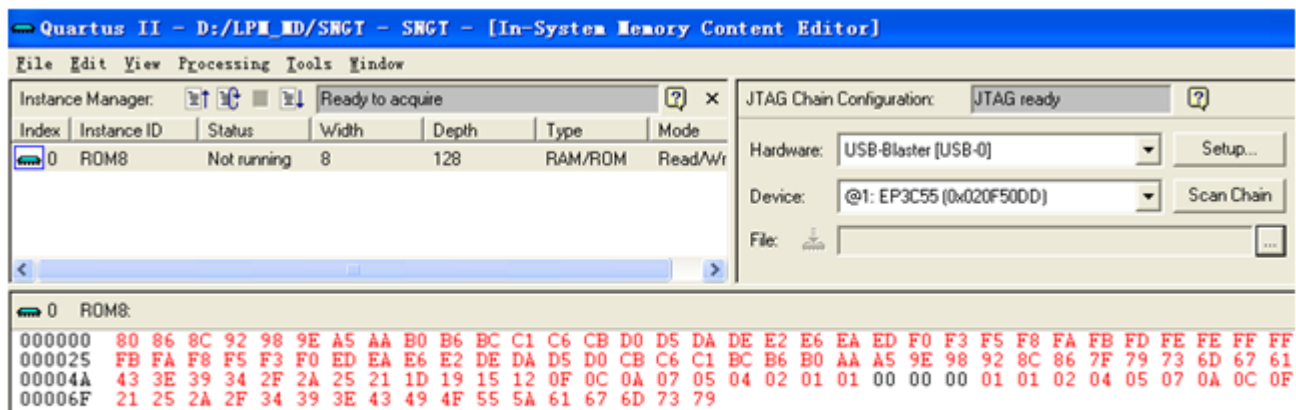 Quartus II - D:/LPM_MD/SNGT - SNGT - [In-System Memory Content Editor]
File Edit View Processing Tools Window
Instance Manager: Ready to acquire
Index Instance ID Status Width Depth Type Mode
0 ROM8 Not running 8 128 RAM/ROM Read/Wr
JTAG Chain Configuration: JTAG ready
Hardware: USB-Blaster [USB-0] Setup...
Device: @1: EP3C55 (0x020F50DD) Scan Chain
File: ...
0 ROM8:
000000 80 86 8C 92 98 9E A5 AA B0 B6 BC C1 C6 CB D0 D5 DA DE E2 E6 EA ED F0 F3 F5 F8 FA FB FD FE FE FF FF
000025 FB FA F8 F5 F3 F0 ED EA E6 E2 DE DA D5 D0 CB C6 C1 BC B6 B0 AA A5 9E 98 92 8C 86 7F 79 73 6D 67 61
00004A 43 3E 39 34 2F 2A 25 21 1D 19 15 12 0F 0C 0A 07 05 04 02 01 01 00 00 00 01 01 02 04 05 07 0A 0C 0F
00006F 21 25 2A 2F 34 39 3E 43 49 4F 55 5A 61 67 6D 73 79